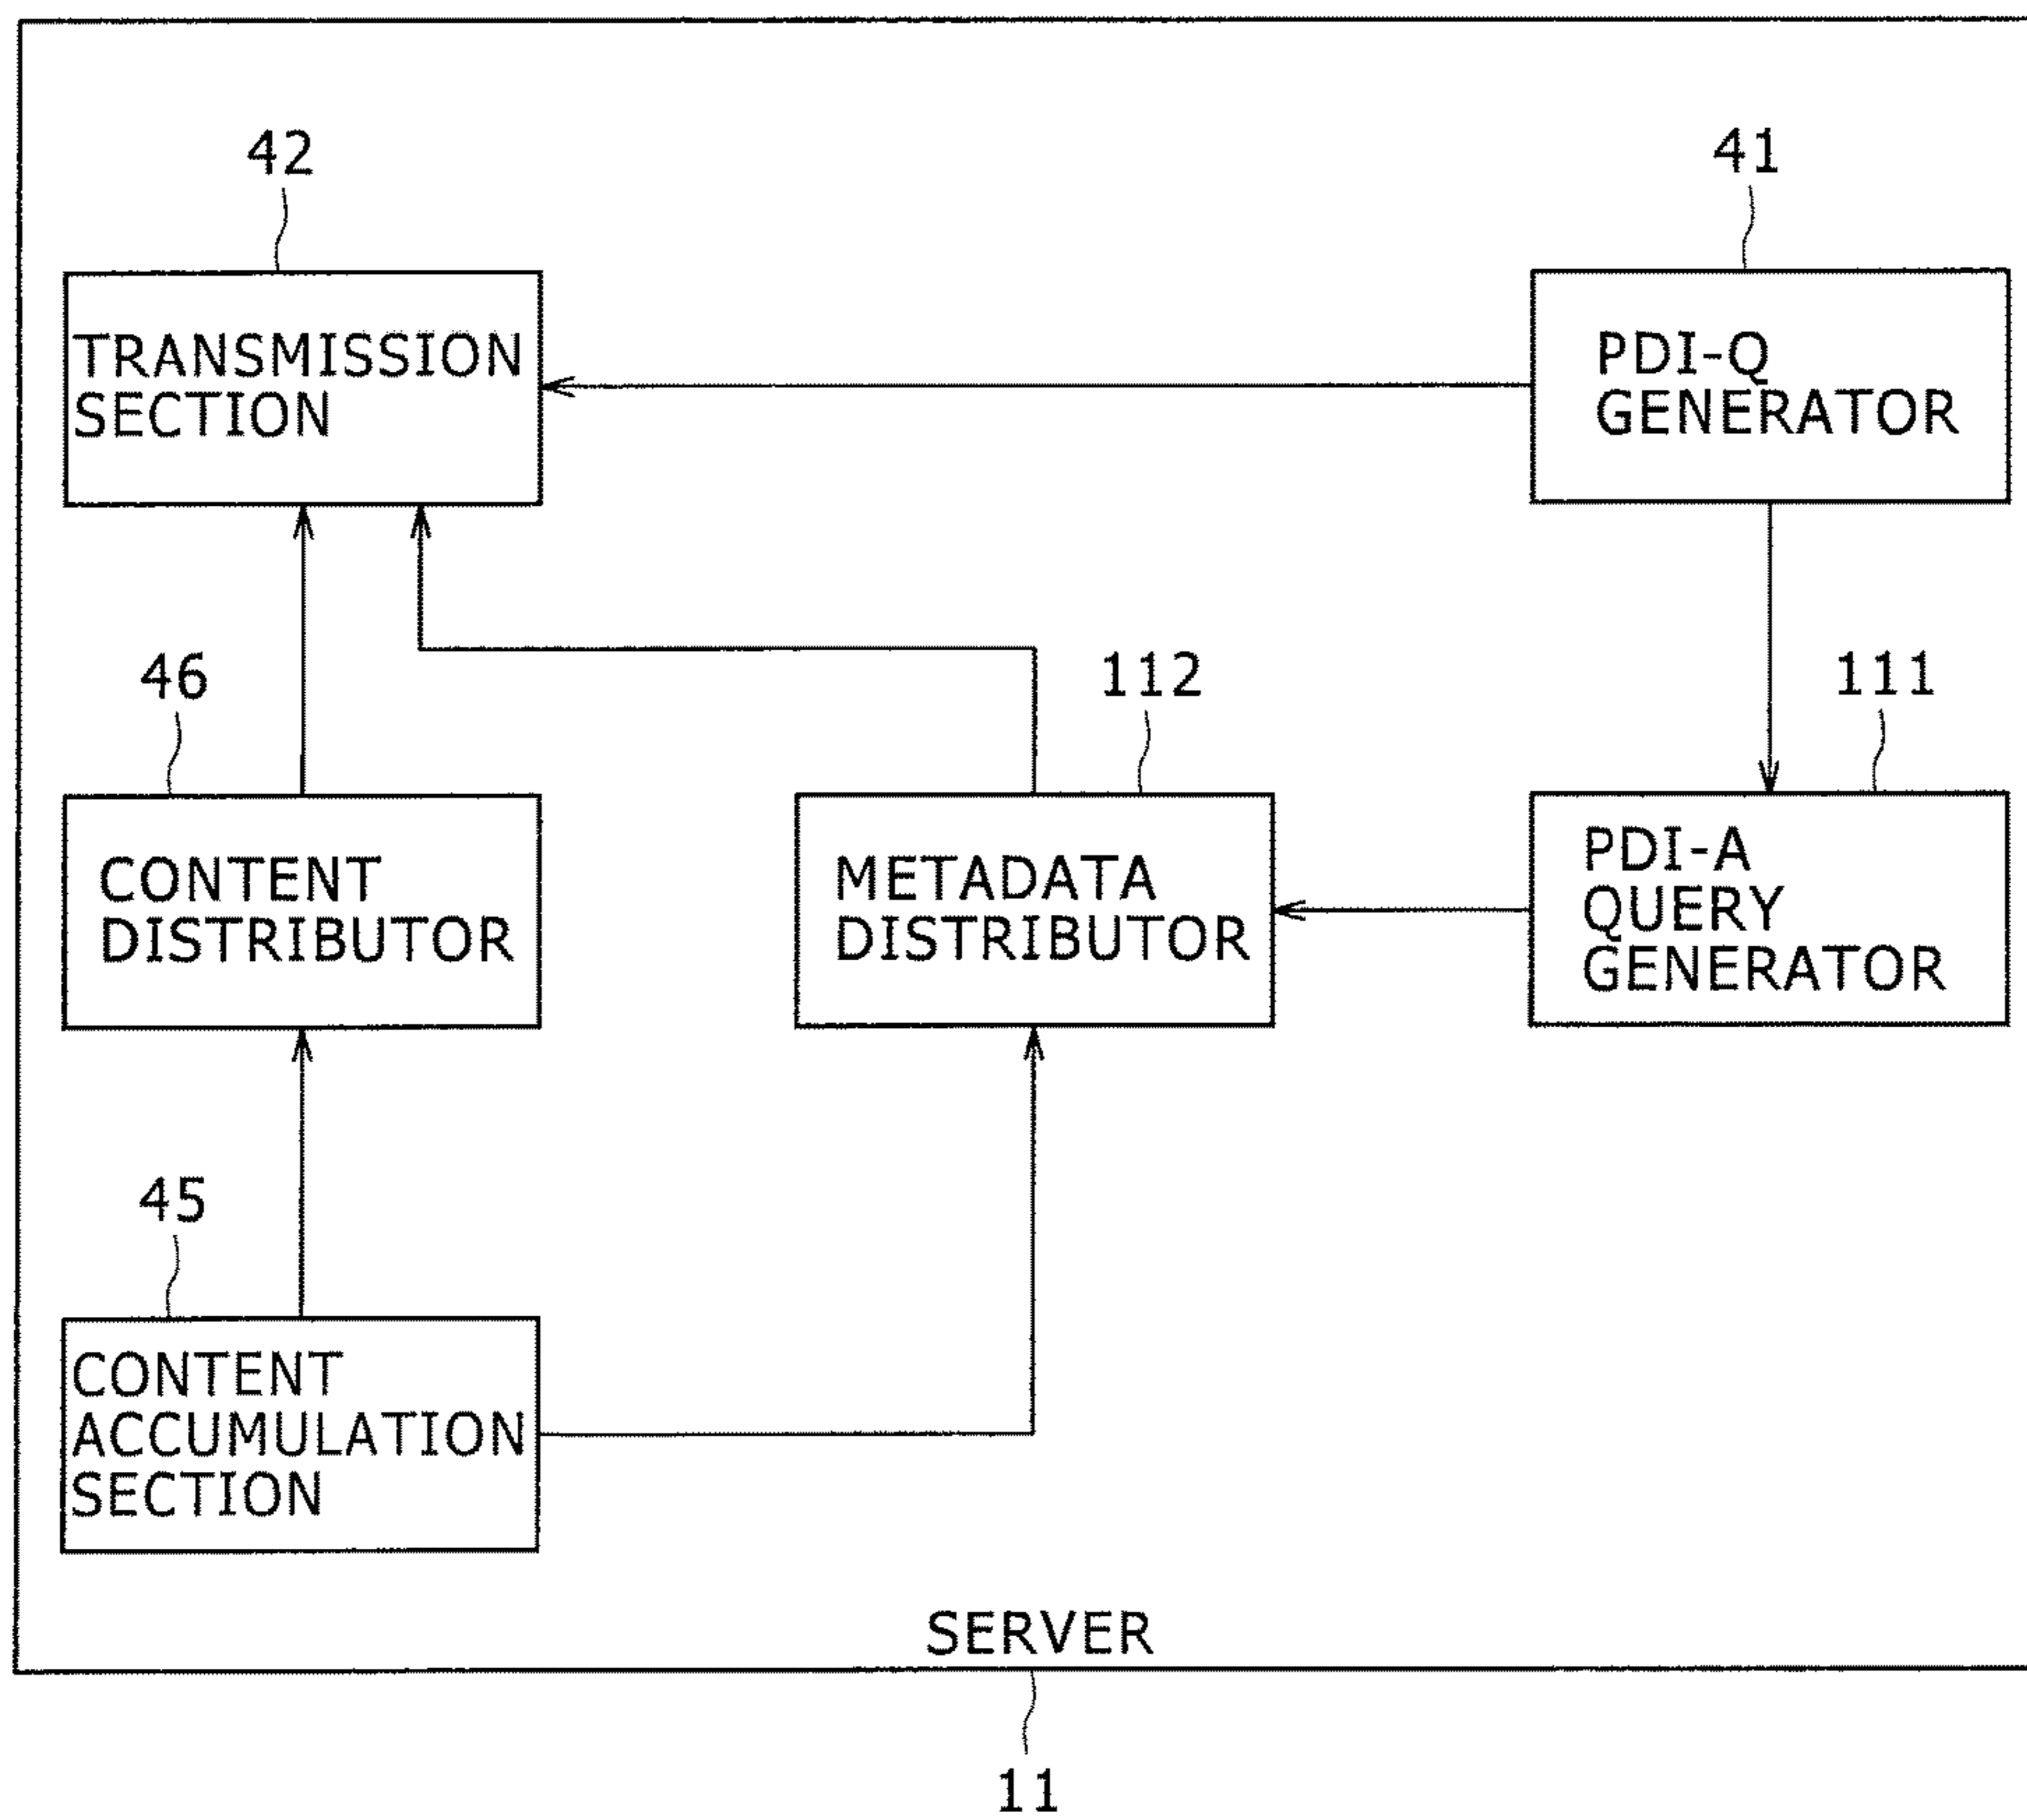 42
41
TRANSMISSION
SECTION
PDI-Q
GENERATOR
46
112
111
CONTENT
DISTRIBUTOR
METADATA
DISTRIBUTOR
PDI-A
QUERY
GENERATOR
45
CONTENT
ACCUMULATION
SECTION
SERVER
11